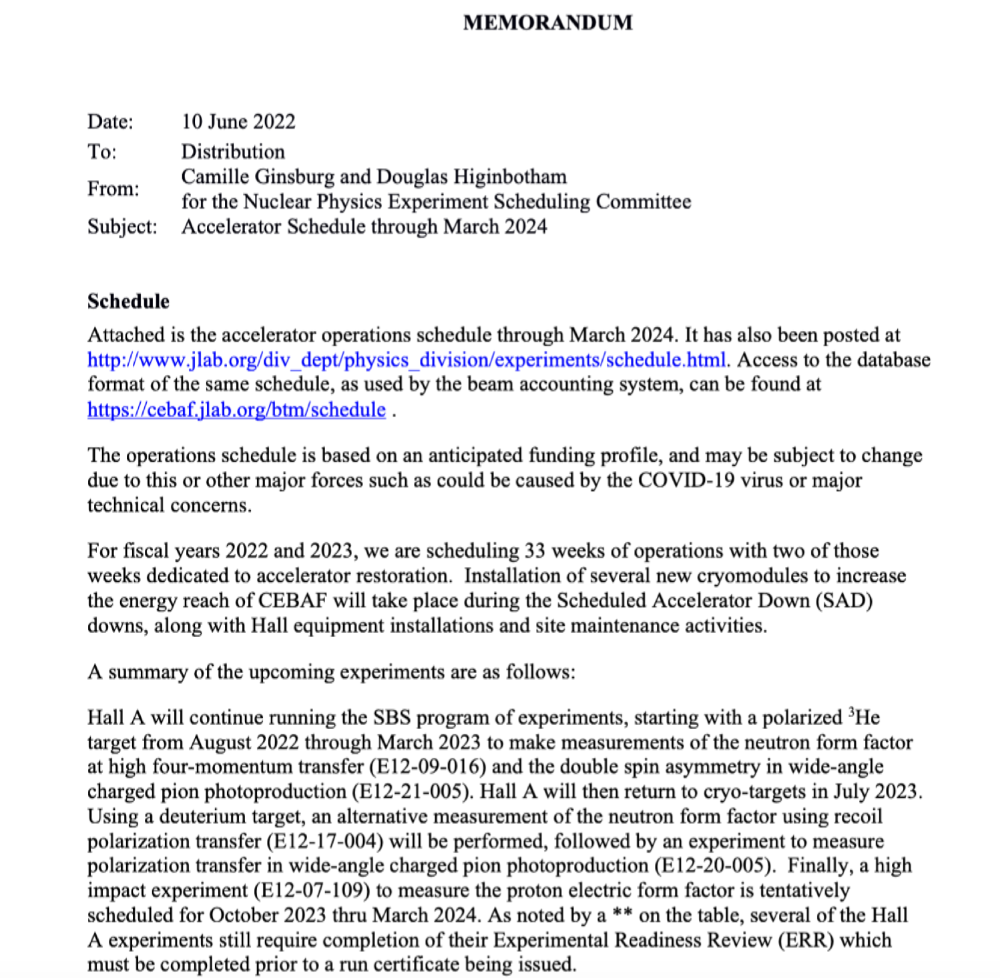 MEMORANDUM
Date: 10 June 2022
To: Distribution
From: Camille Ginsburg and Douglas Higinbotham
for the Nuclear Physics Experiment Scheduling Committee
Subject: Accelerator Schedule through March 2024
Schedule
Attached is the accelerator operations schedule through March 2024. It has also been posted at
http://www.jlab.org/div_dept/physics_division/experiments/schedule.html. Access to the database
format of the same schedule, as used by the beam accounting system, can be found at
https://cebaf.jlab.org/btm/schedule .
The operations schedule is based on an anticipated funding profile, and may be subject to change
due to this or other major forces such as could be caused by the COVID-19 virus or major
technical concerns.
For fiscal years 2022 and 2023, we are scheduling 33 weeks of operations with two of those
weeks dedicated to accelerator restoration.  Installation of several new cryomodules to increase
the energy reach of CEBAF will take place during the Scheduled Accelerator Down (SAD)
downs, along with Hall equipment installations and site maintenance activities.
A summary of the upcoming experiments are as follows:
Hall A will continue running the SBS program of experiments, starting with a polarized ³He
target from August 2022 through March 2023 to make measurements of the neutron form factor
at high four-momentum transfer (E12-09-016) and the double spin asymmetry in wide-angle
charged pion photoproduction (E12-21-005). Hall A will then return to cryo-targets in July 2023.
Using a deuterium target, an alternative measurement of the neutron form factor using recoil
polarization transfer (E12-17-004) will be performed, followed by an experiment to measure
polarization transfer in wide-angle charged pion photoproduction (E12-20-005).  Finally, a high
impact experiment (E12-07-109) to measure the proton electric form factor is tentatively
scheduled for October 2023 thru March 2024. As noted by a ** on the table, several of the Hall
A experiments still require completion of their Experimental Readiness Review (ERR) which
must be completed prior to a run certificate being issued.